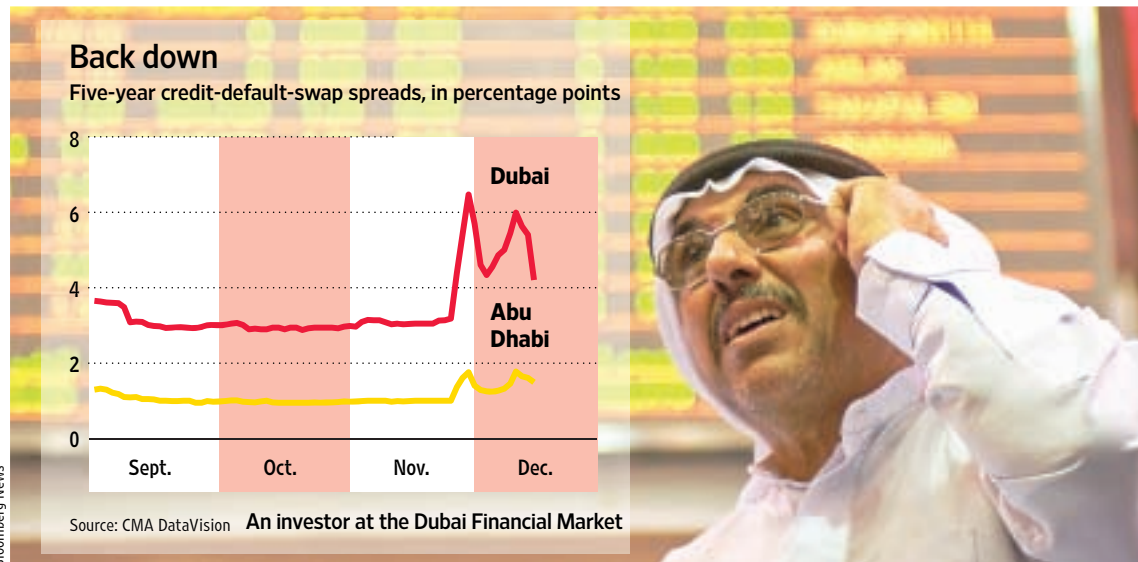 Back down
Five-year credit-default-swap spreads, in percentage points
8
6
4
2
0
Dubai
Abu
Dhabi
Sept.
Oct.
Nov.
Dec.
Source: CMA DataVision
An investor at the Dubai Financial Market
News